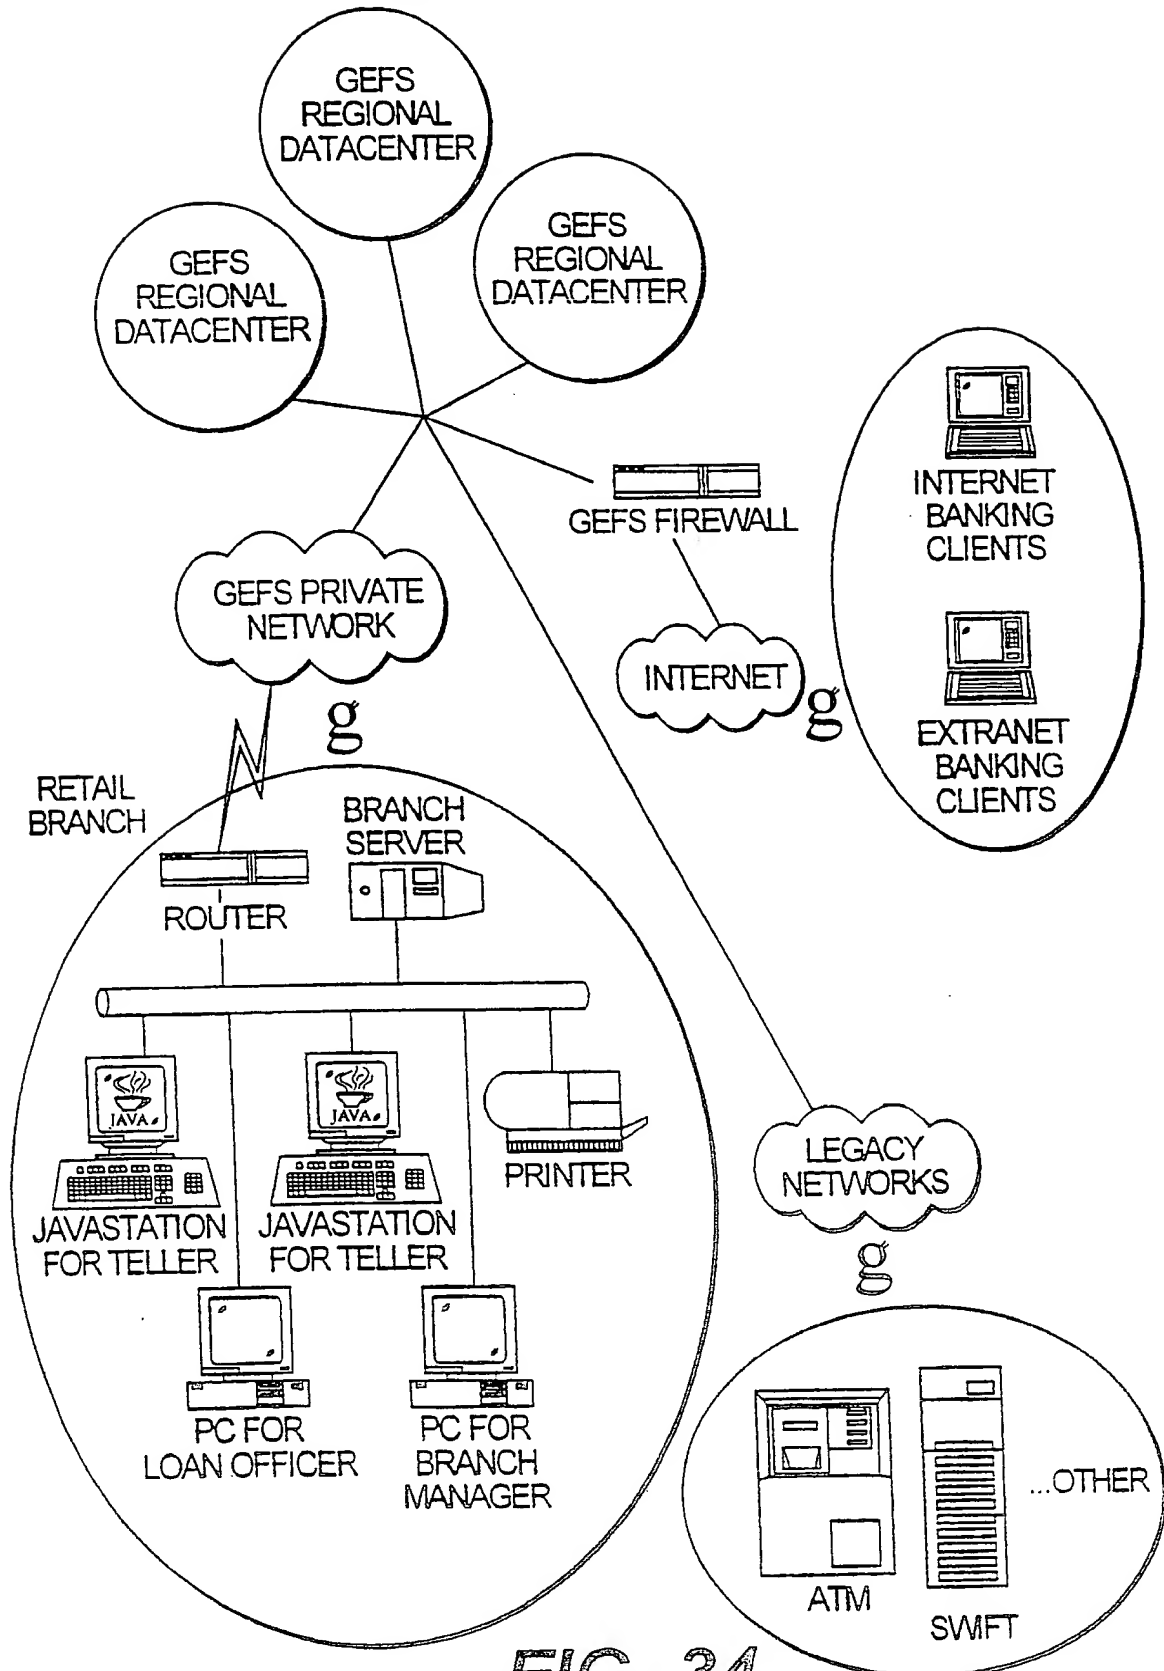 GEFS
REGIONAL
DATACENTER
GEFS
REGIONAL
DATACENTER
GEFS
REGIONAL
DATACENTER
INTERNET
BANKING
CLIENTS
GEFS FIREWALL
GEFS PRIVATE
NETWORK
INTERNET
g
g
EXTRANET
BANKING
CLIENTS
RETAIL
BRANCH
BRANCH
SERVER
ROUTER
JAVA
JAVA
PRINTER
JAVASTATION
FOR TELLER
JAVASTATION
FOR TELLER
LEGACY
NETWORKS
g
PC FOR
LOAN OFFICER
PC FOR
BRANCH
MANAGER
...OTHER
ATM
SWIFT
FIG. 34